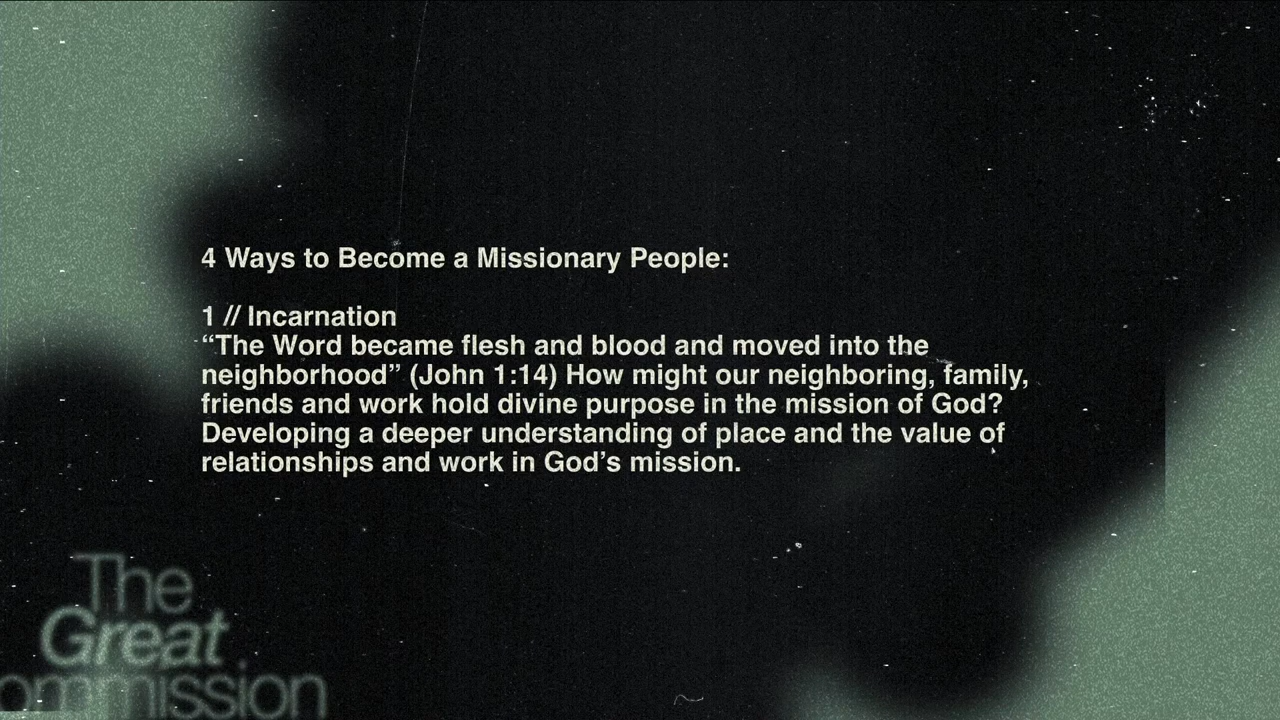 4 Ways to Become a Missionary People:
1 // Incarnation
“The Word became flesh and blood and moved into the
neighborhood” (John 1:14) How might our neighboring, family,
friends and work hold divine purpose in the mission of God?
Developing a deeper understanding of place and the value of
relationships and work in God’s mission.
The
Great
ommission